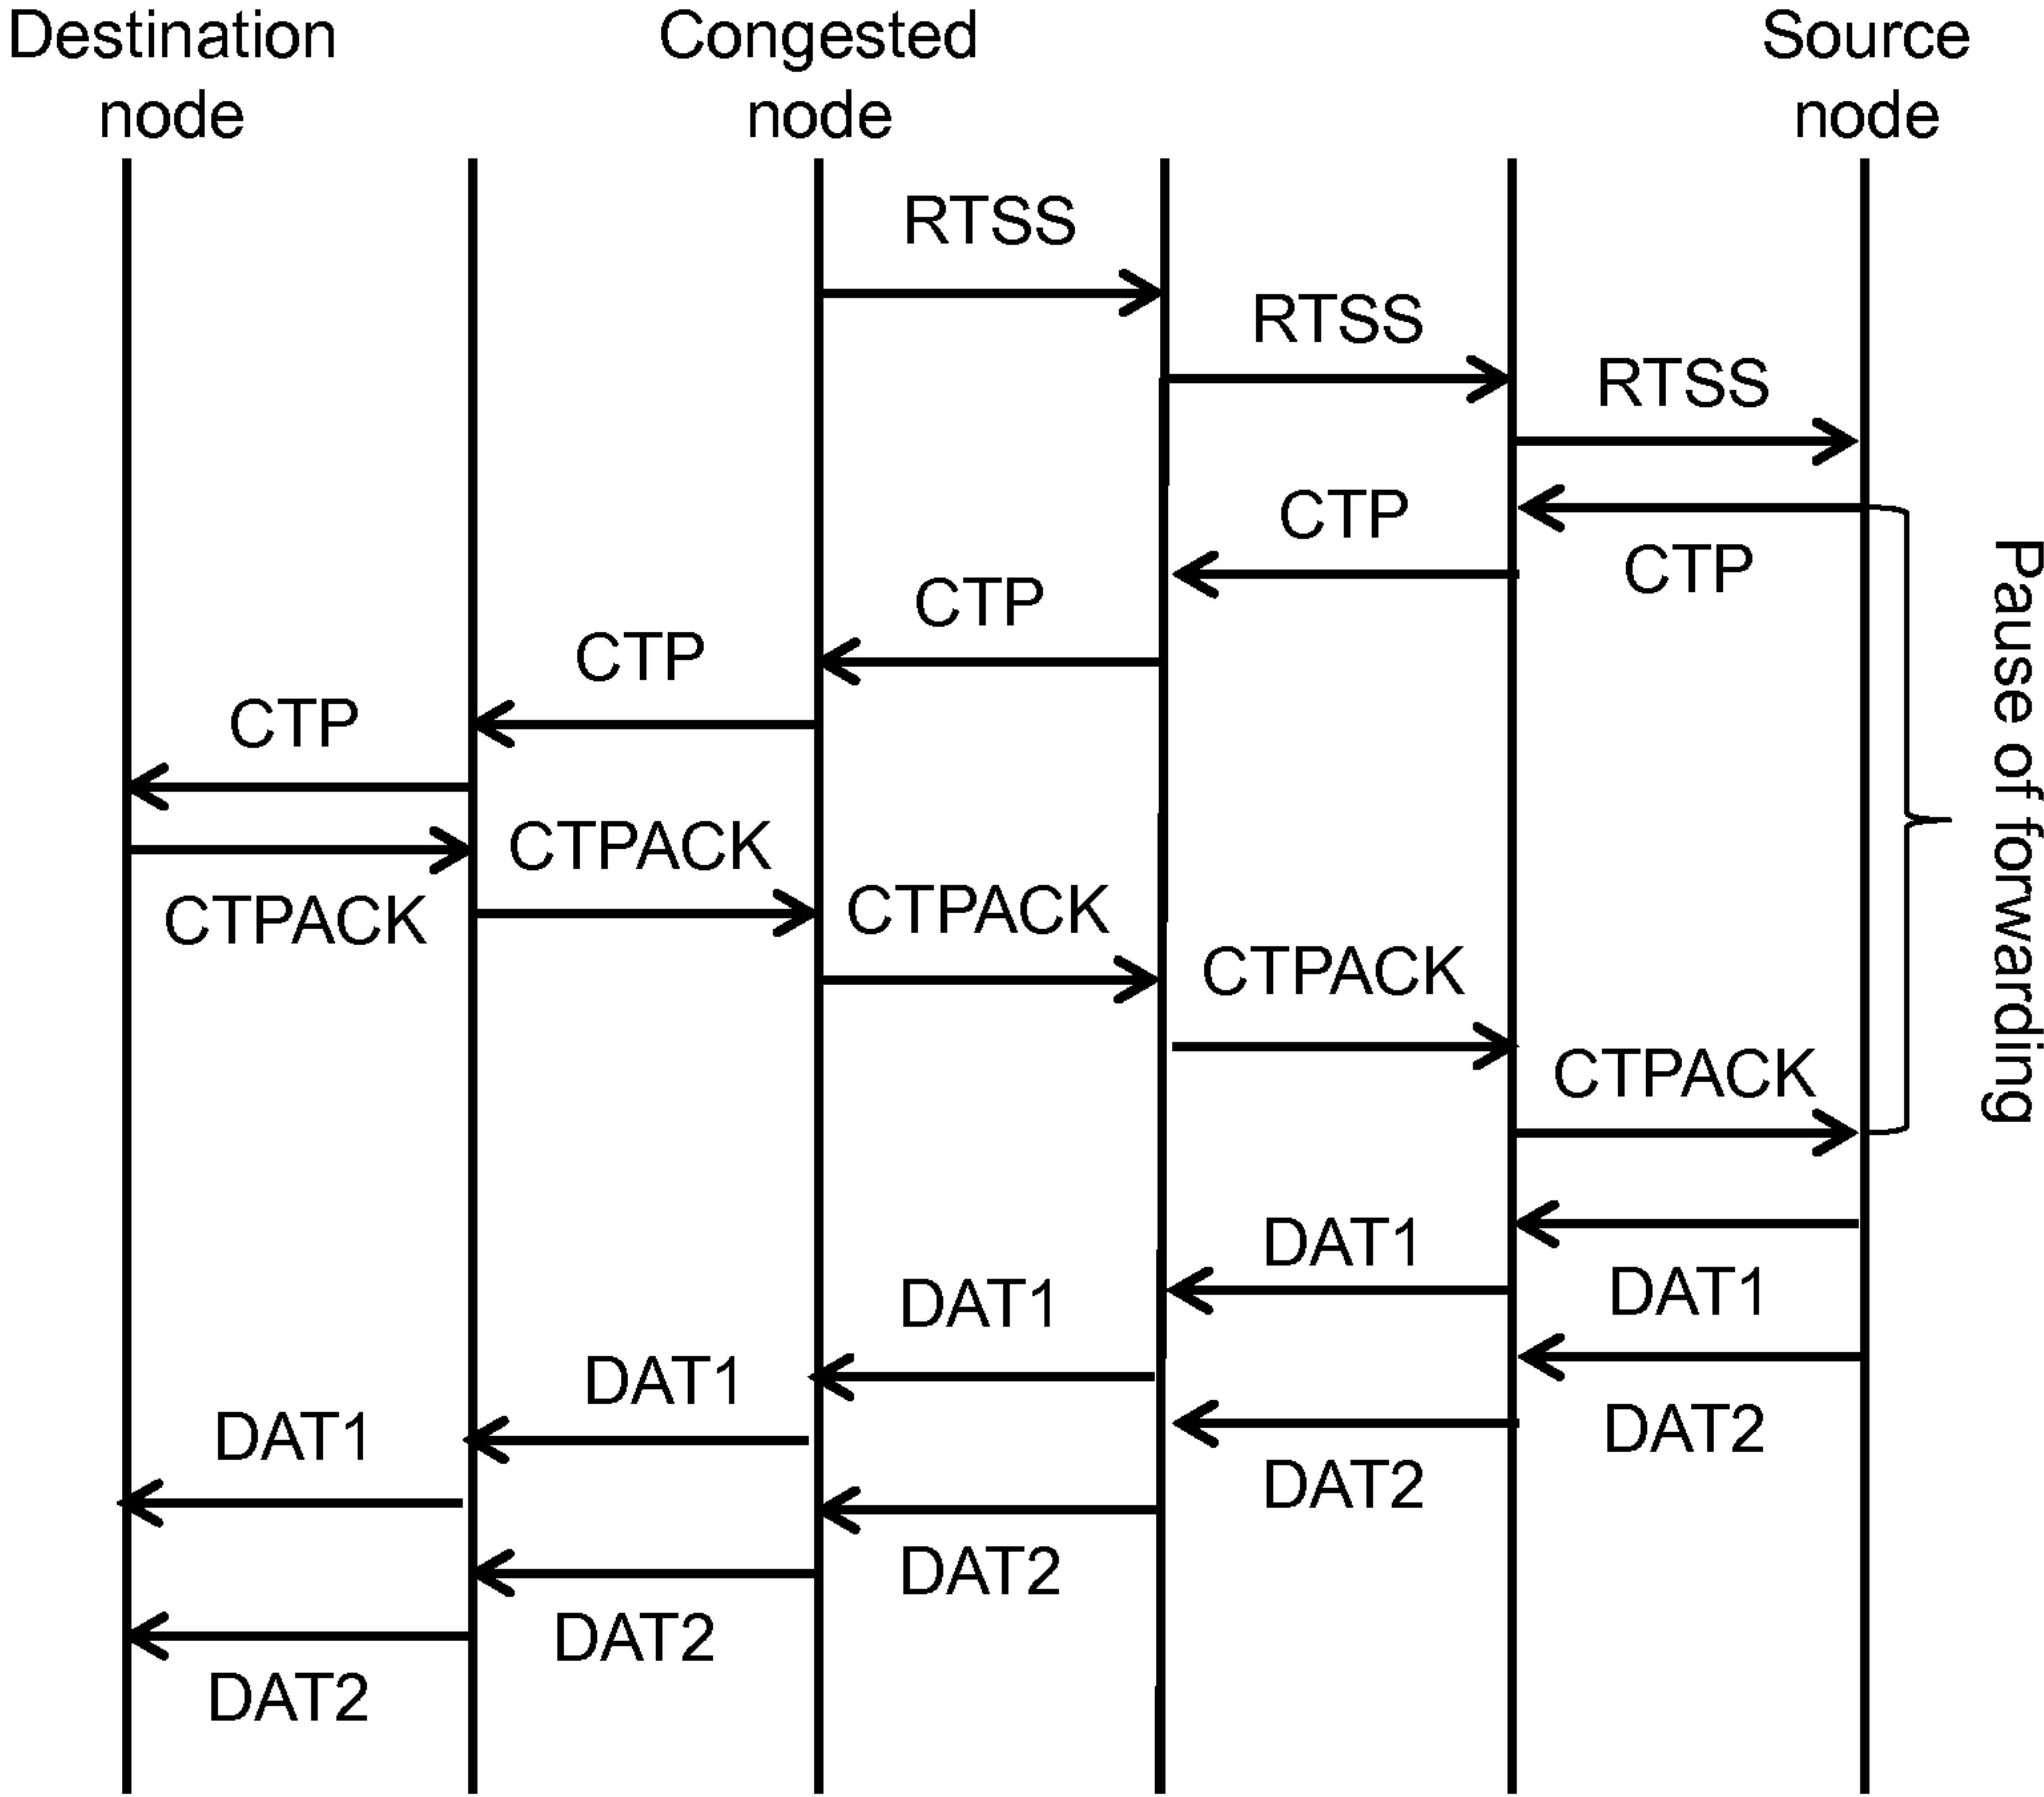 Destination
node
Congested
node
Source
node
RTSS
RTSS
RTSS
CTP
CTP
CTP
CTP
CTP
CTPACK
CTPACK
CTPACK
CTPACK
CTPACK
Pause of forwarding
DAT1
DAT1
DAT1
DAT1
DAT1
DAT2
DAT2
DAT2
DAT2
DAT2